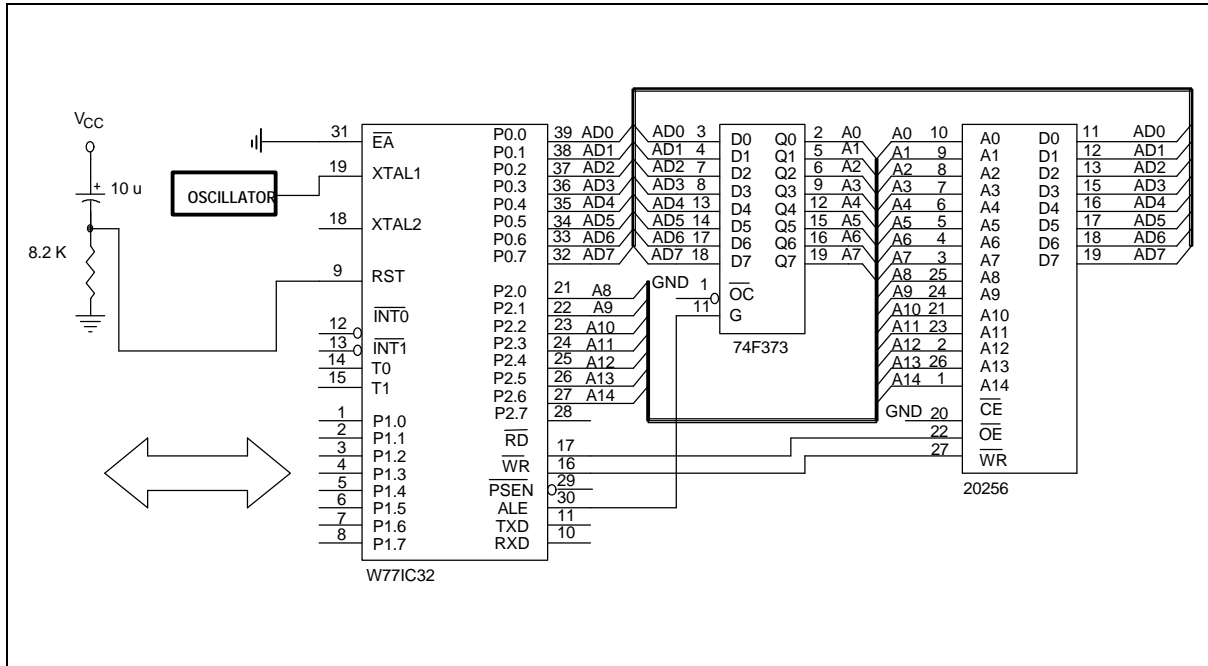 VCC
10 u
8.2 K
OSCILLATOR
31 EA
19 XTAL1
18 XTAL2
9 RST
12 INT0
13 INT1
14 T0
15 T1
1 P1.0
2 P1.1
3 P1.2
4 P1.3
5 P1.4
6 P1.5
7 P1.6
8 P1.7
P0.0 39 AD0
P0.1 38 AD1
P0.2 37 AD2
P0.3 36 AD3
P0.4 35 AD4
P0.5 34 AD5
P0.6 33 AD6
P0.7 32 AD7
P2.0 21 A8
P2.1 22 A9
P2.2 23 A10
P2.3 24 A11
P2.4 25 A12
P2.5 26 A13
P2.6 27 A14
P2.7 28
RD 17
WR 16
PSEN 29
ALE 30
TXD 11
RXD 10
W77IC32
AD0 3 D0 Q0 2 A0
AD1 4 D1 Q1 5 A1
AD2 7 D2 Q2 6 A2
AD3 8 D3 Q3 9 A3
AD4 13 D4 Q4 12 A4
AD5 14 D5 Q5 15 A5
AD6 17 D6 Q6 16 A6
AD7 18 D7 Q7 19 A7
GND 1 OC
11 G
74F373
A0 10 A0 D0 11 AD0
A1 9 A1 D1 12 AD1
A2 8 A2 D2 13 AD2
A3 7 A3 D3 15 AD3
A4 6 A4 D4 16 AD4
A5 5 A5 D5 17 AD5
A6 4 A6 D6 18 AD6
A7 3 A7 D7 19 AD7
A8 25 A8
A9 24 A9
A10 21 A10
A11 23 A11
A12 2 A12
A13 26 A13
A14 1 A14
GND 20 CE
22 OE
27 WR
20256